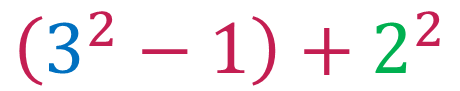 (3² − 1) + 2²